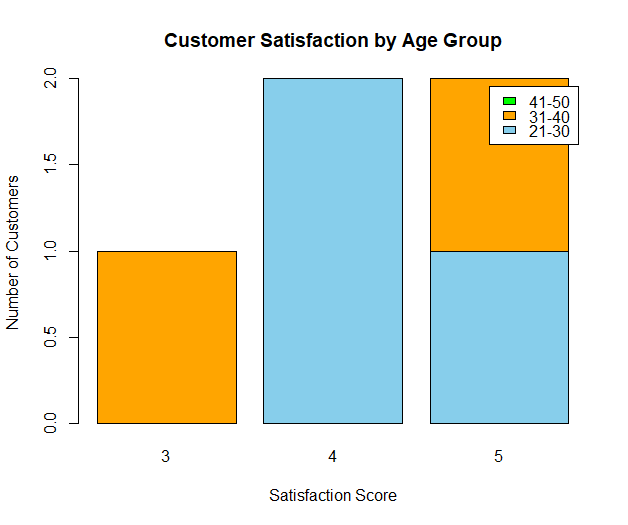 Customer Satisfaction by Age Group
Number of Customers
2.0
1.5
1.0
0.5
0.0
41-50
31-40
21-30
3 4 5
Satisfaction Score